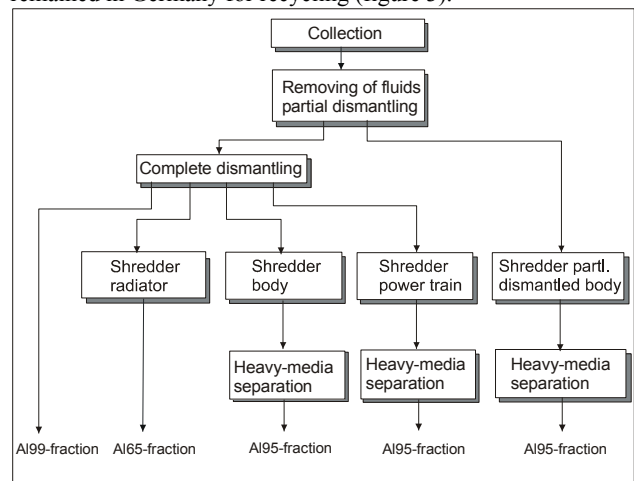 remained in Germany for recycling (figure 3).
Collection
Removing of fluids
partial dismantling
Complete dismantling
Shredder
radiator
Shredder
body
Shredder
power train
Shredder partl.
dismantled body
Heavy-media
separation
Heavy-media
separation
Heavy-media
separation
Al99-fraction
Al65-fraction
Al95-fraction
Al95-fraction
Al95-fraction